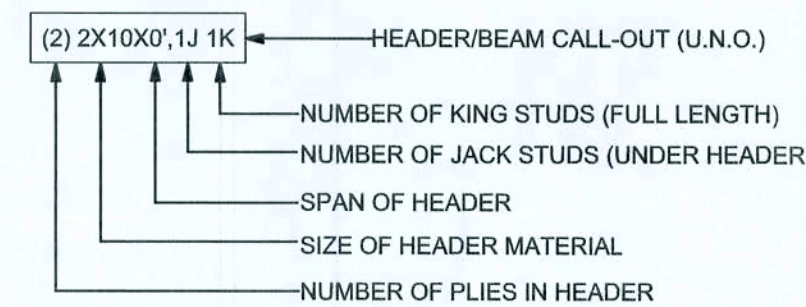 (2) 2X10X0',1J 1K HEADER/BEAM CALL-OUT (U.N.O.)
NUMBER OF KING STUDS (FULL LENGTH)
NUMBER OF JACK STUDS (UNDER HEADER
SPAN OF HEADER
SIZE OF HEADER MATERIAL
NUMBER OF PLIES IN HEADER